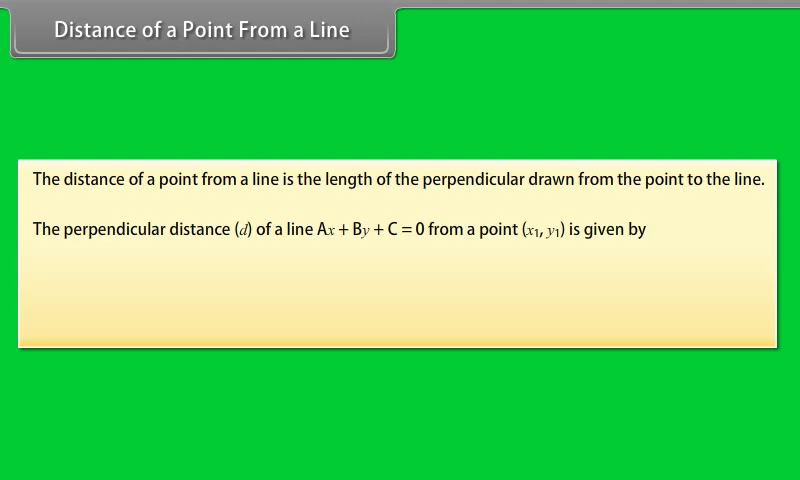 Distance of a Point From a Line
The distance of a point from a line is the length of the perpendicular drawn from the point to the line.
The perpendicular distance (d) of a line Ax + By + C = 0 from a point (x₁, y₁) is given by